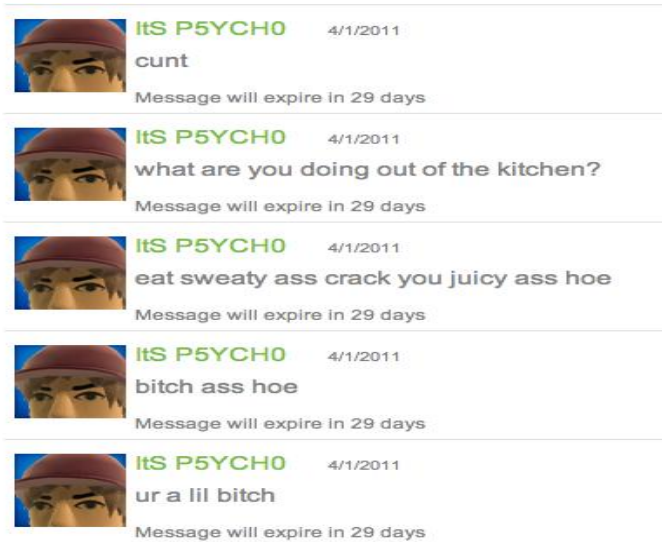 ItS P5YCH0 4/1/2011
cunt
Message will expire in 29 days
ItS P5YCH0 4/1/2011
what are you doing out of the kitchen?
Message will expire in 29 days
ItS P5YCH0 4/1/2011
eat sweaty ass crack you juicy ass hoe
Message will expire in 29 days
ItS P5YCH0 4/1/2011
bitch ass hoe
Message will expire in 29 days
ItS P5YCH0 4/1/2011
ur a lil bitch
Message will expire in 29 days